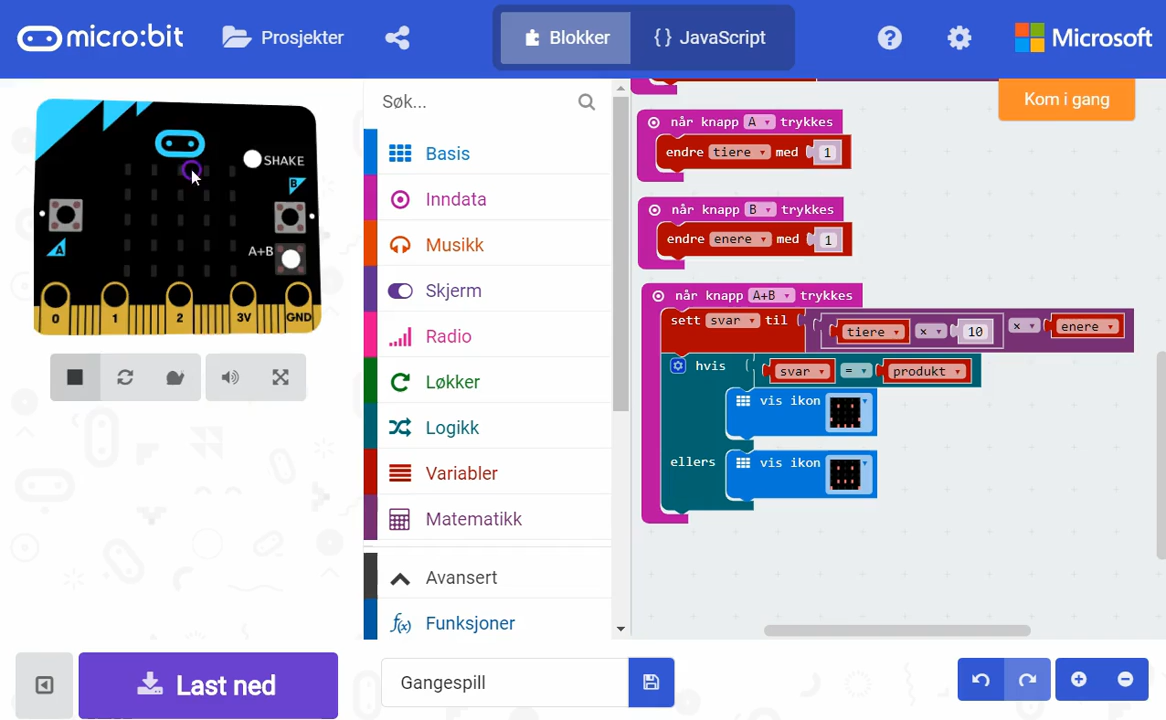 micro:bit
Prosjekter
Blokker
{ } JavaScript
Microsoft
Kom i gang
SHAKE
B
A
A+B
0 1 2 3V GND
Last ned
Søk...
Basis
Inndata
Musikk
Skjerm
Radio
Løkker
Logikk
Variabler
Matematikk
Avansert
f(x) Funksjoner
Gangespill
når knapp A trykkes
endre tiere med 1
når knapp B trykkes
endre enere med 1
når knapp A+B trykkes
sett svar til tiere × 10 × enere
hvis svar = produkt
vis ikon
ellers vis ikon